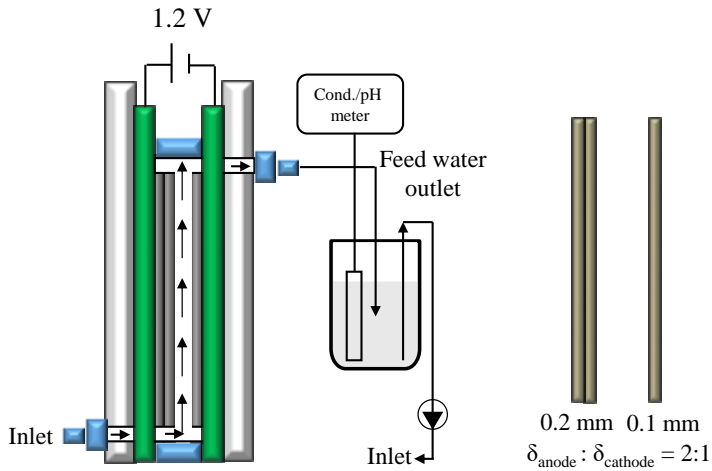 1.2 V
Cond./pH
meter
Feed water
outlet
Inlet
Inlet
0.2 mm 0.1 mm
δanode : δcathode = 2:1